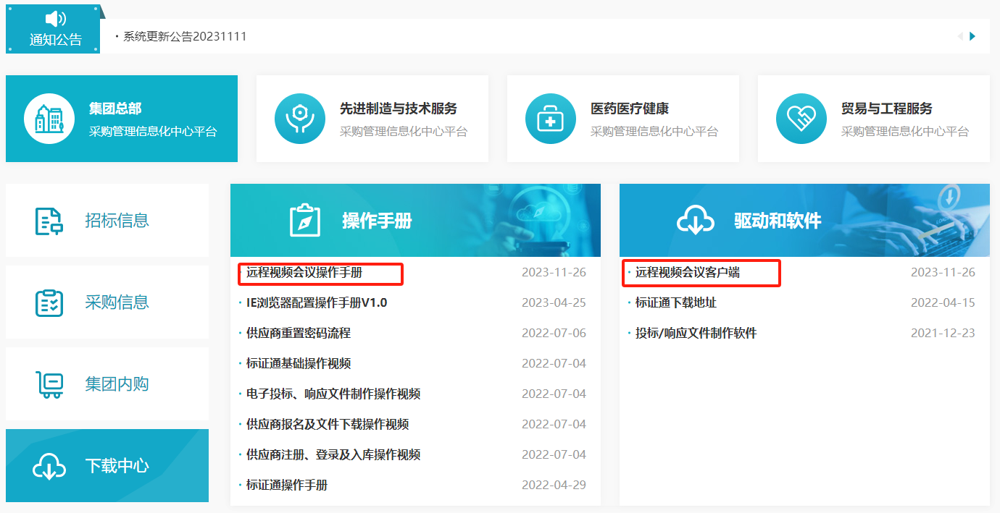 通知公告
·系统更新公告20231111
集团总部
采购管理信息化中心平台
先进制造与技术服务
采购管理信息化中心平台
医药医疗健康
采购管理信息化中心平台
贸易与工程服务
采购管理信息化中心平台
招标信息
采购信息
集团内购
下载中心
操作手册
·远程视频会议操作手册 2023-11-26
·IE浏览器配置操作手册V1.0 2023-04-25
·供应商重置密码流程 2022-07-06
·标证通基础操作视频 2022-07-04
·电子投标、响应文件制作操作视频 2022-07-04
·供应商报名及文件下载操作视频 2022-07-04
·供应商注册、登录及入库操作视频 2022-07-04
·标证通操作手册 2022-04-29
驱动和软件
·远程视频会议客户端 2023-11-26
·标证通下载地址 2022-04-15
·投标/响应文件制作软件 2021-12-23